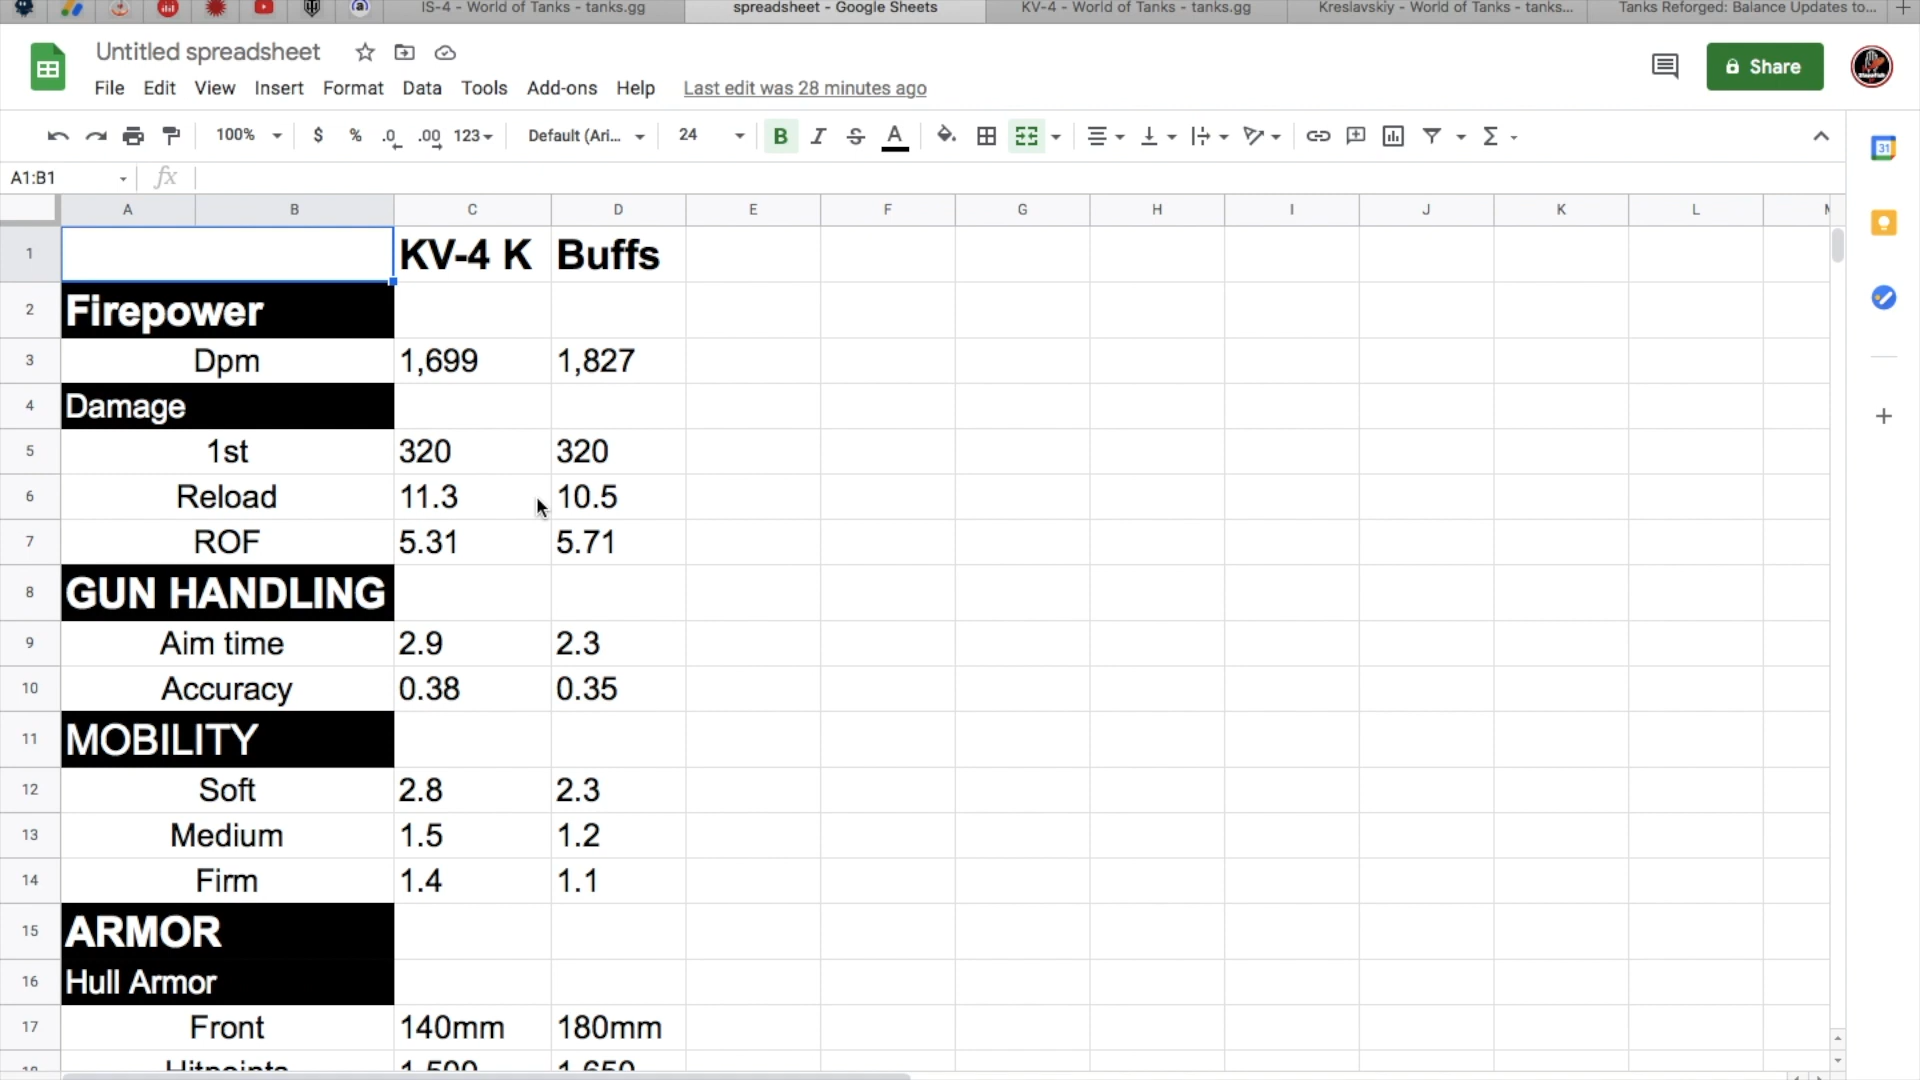 IS-4 - World of Tanks - tanks.gg
spreadsheet - Google Sheets
KV-4 - World of Tanks - tanks.gg
Kreslavskiy - World of Tanks - tanks...
Tanks Reforged: Balance Updates to...
Untitled spreadsheet
File Edit View Insert Format Data Tools Add-ons Help Last edit was 28 minutes ago
Share
100% $ % .0 .00 123 Default (Ari... 24 B I S A Σ
31
A1:B1 fx
A B C D E F G H I J K L
1 KV-4 K Buffs
2 Firepower
3 Dpm 1,699 1,827
4 Damage
5 1st 320 320
6 Reload 11.3 10.5
7 ROF 5.31 5.71
8 GUN HANDLING
9 Aim time 2.9 2.3
10 Accuracy 0.38 0.35
11 MOBILITY
12 Soft 2.8 2.3
13 Medium 1.5 1.2
14 Firm 1.4 1.1
15 ARMOR
16 Hull Armor
17 Front 140mm 180mm
Hitpoints 1,500 1,650